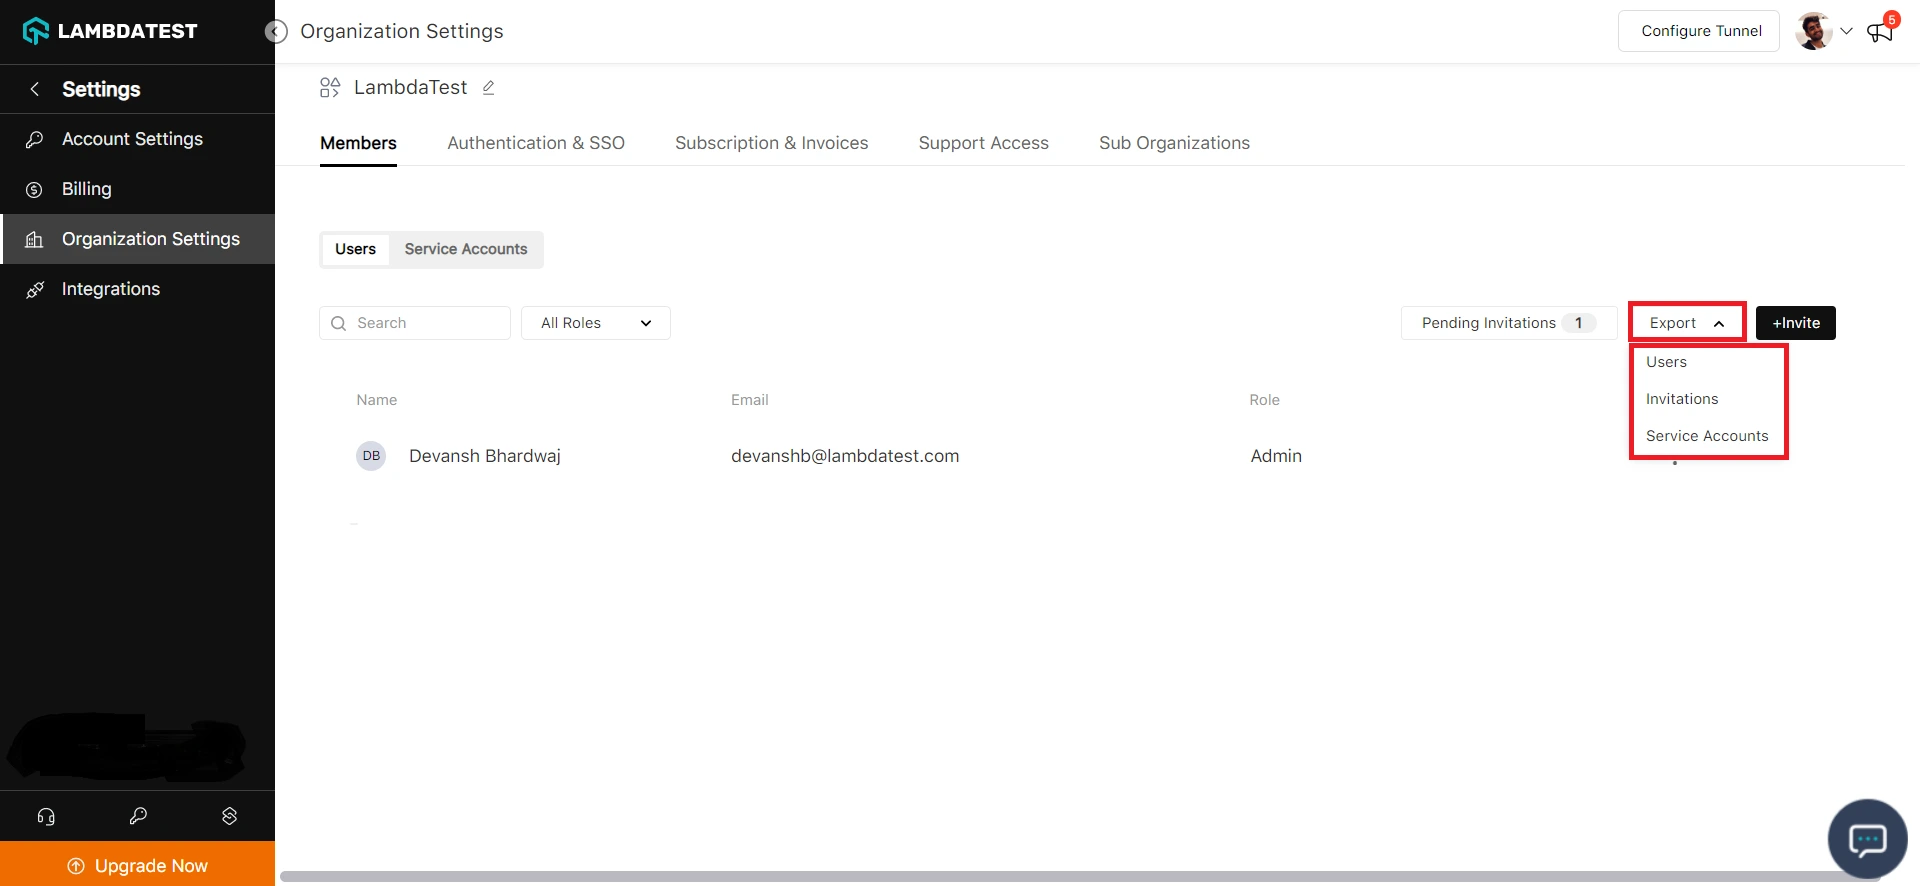 LAMBDATEST
Organization Settings
Configure Tunnel
5
Settings
LambdaTest
Account Settings
Billing
Organization Settings
Integrations
Members
Authentication & SSO
Subscription & Invoices
Support Access
Sub Organizations
Users
Service Accounts
Search
All Roles
Pending Invitations 1
Export
+Invite
Users
Invitations
Service Accounts
Name
Email
Role
DB
Devansh Bhardwaj
devanshb@lambdatest.com
Admin
Upgrade Now